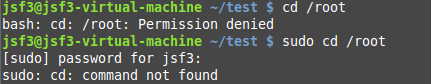 jsf3@jsf3-virtual-machine ~/test $ cd /root
bash: cd: /root: Permission denied
jsf3@jsf3-virtual-machine ~/test $ sudo cd /root
[sudo] password for jsf3:
sudo: cd: command not found